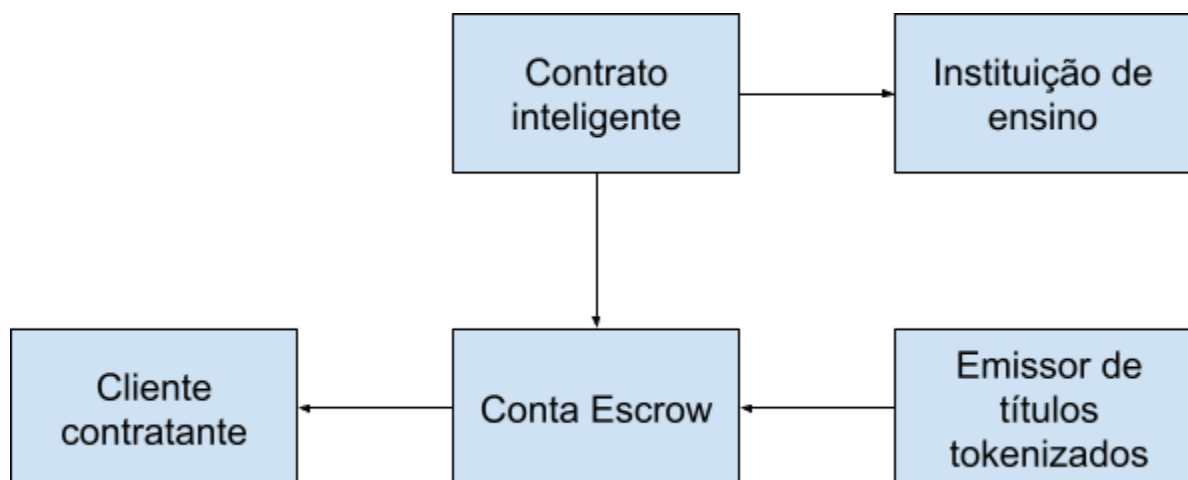 Contrato
inteligente
Instituição de
ensino
Cliente
contratante
Conta Escrow
Emissor de
títulos
tokenizados